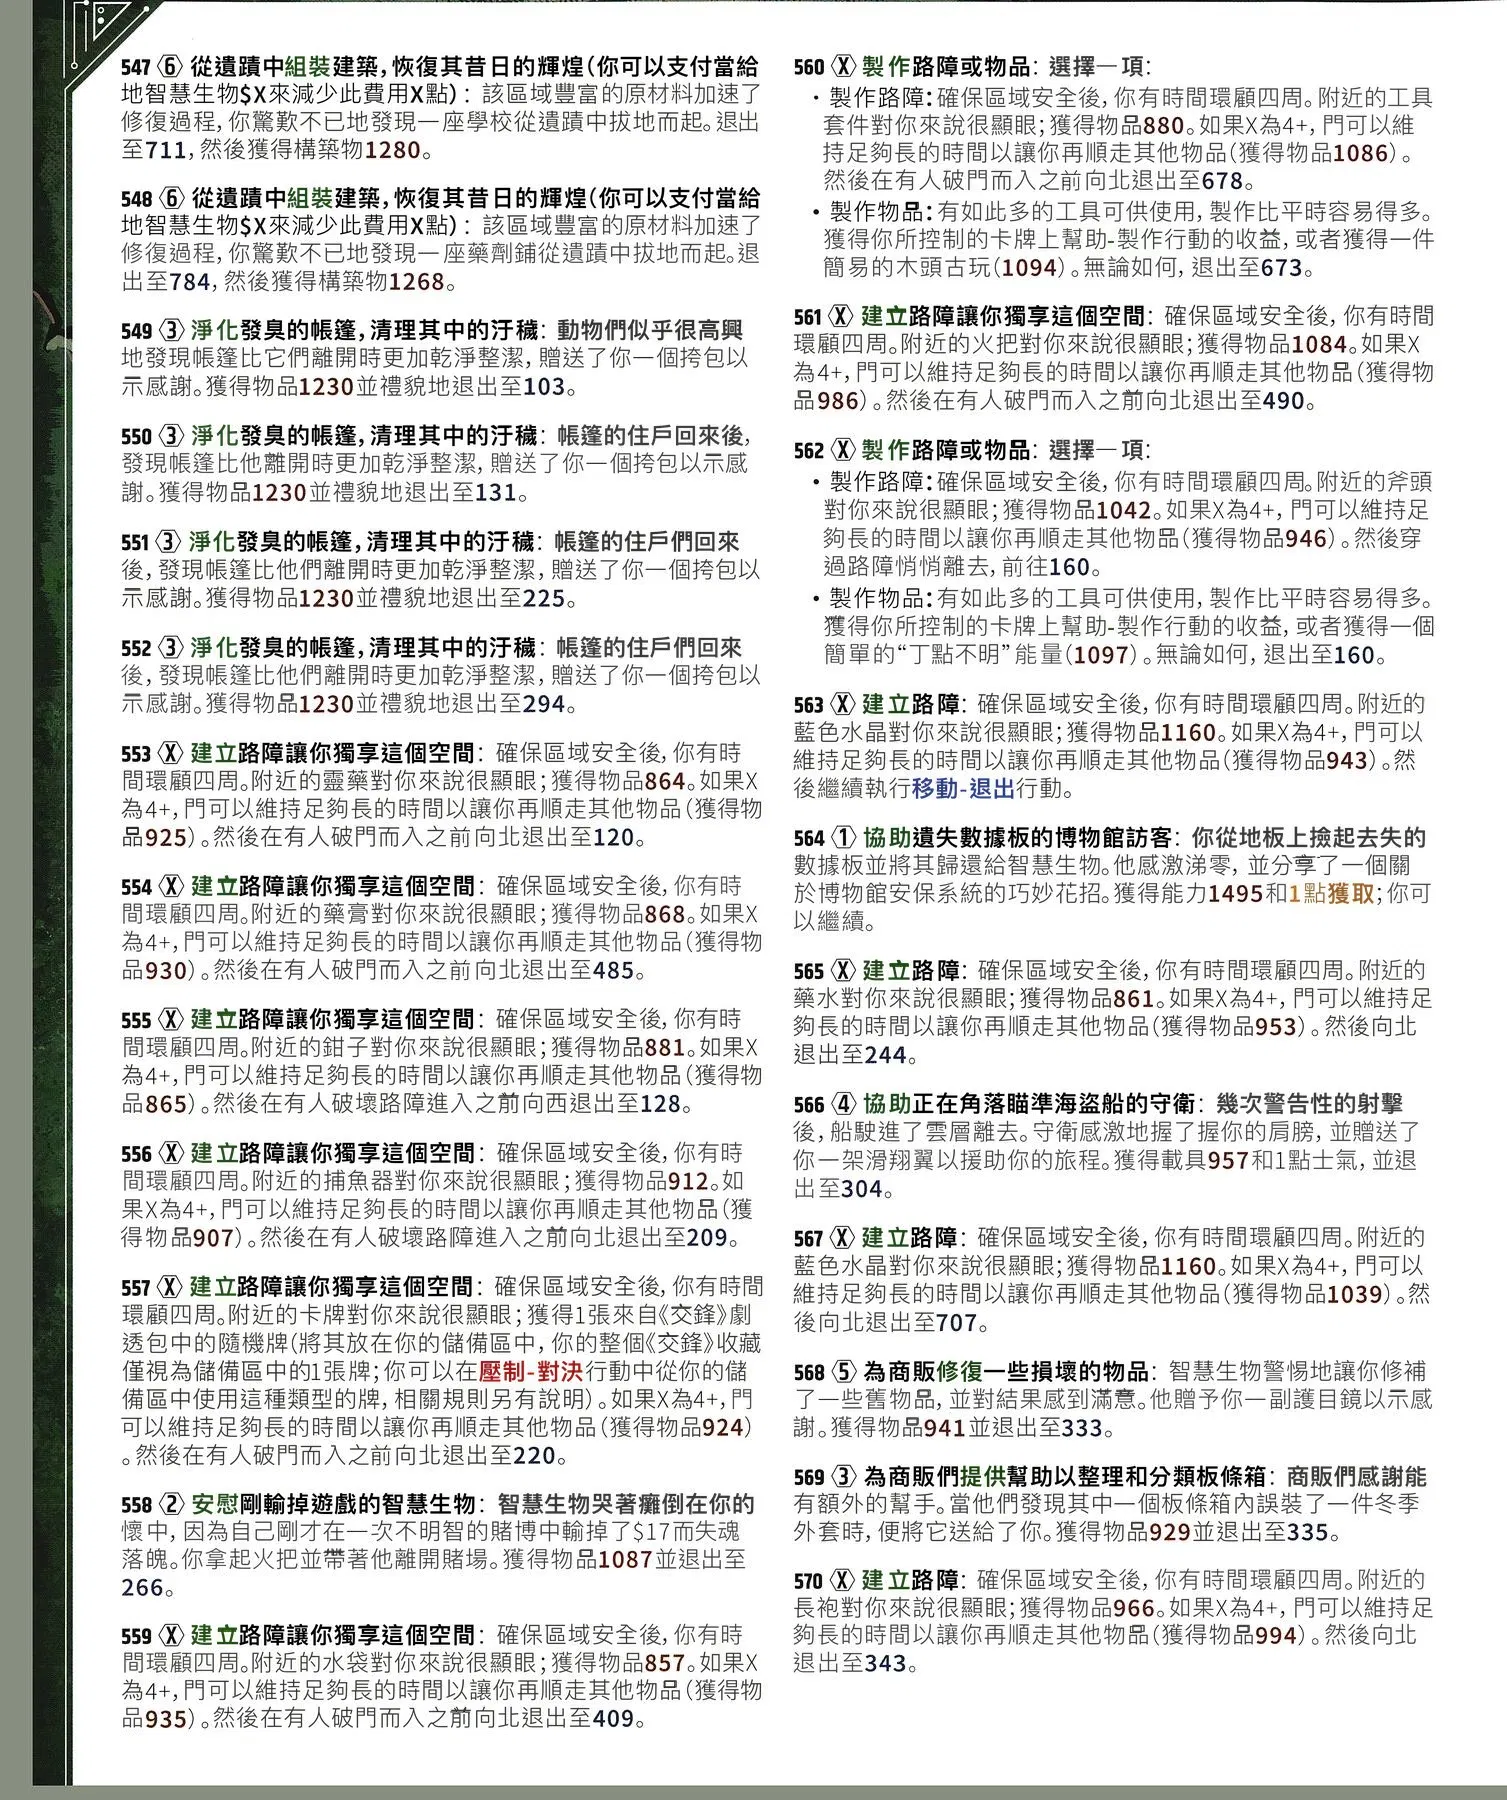 547 ⑥ 從遺蹟中組裝建築，恢復其昔日的輝煌（你可以支付當給
地智慧生物$X來減少此費用X點）：該區域豐富的原材料加速了
修復過程，你驚歎不已地發現一座學校從遺蹟中拔地而起。退出
至711，然後獲得構築物1280。
548 ⑥ 從遺蹟中組裝建築，恢復其昔日的輝煌（你可以支付當給
地智慧生物$X來減少此費用X點）：該區域豐富的原材料加速了
修復過程，你驚歎不已地發現一座藥劑鋪從遺蹟中拔地而起。退
出至784，然後獲得構築物1268。
549 ③ 淨化發臭的帳篷，清理其中的汙穢：動物們似乎很高興
地發現帳篷比它們離開時更加乾淨整潔，贈送了你一個挎包以
示感謝。獲得物品1230並禮貌地退出至103。
550 ③ 淨化發臭的帳篷，清理其中的汙穢：帳篷的住戶回來後，
發現帳篷比他離開時更加乾淨整潔，贈送了你一個挎包以示感
謝。獲得物品1230並禮貌地退出至131。
551 ③ 淨化發臭的帳篷，清理其中的汙穢：帳篷的住戶們回來
後，發現帳篷比他們離開時更加乾淨整潔，贈送了你一個挎包以
示感謝。獲得物品1230並禮貌地退出至225。
552 ③ 淨化發臭的帳篷，清理其中的汙穢：帳篷的住戶們回來
後，發現帳篷比他們離開時更加乾淨整潔，贈送了你一個挎包以
示感謝。獲得物品1230並禮貌地退出至294。
553 Ⓧ 建立路障讓你獨享這個空間：確保區域安全後，你有時
間環顧四周。附近的靈藥對你來說很顯眼；獲得物品864。如果X
為4+，門可以維持足夠長的時間以讓你再順走其他物品（獲得物
品925）。然後在有人破門而入之前向北退出至120。
554 Ⓧ 建立路障讓你獨享這個空間：確保區域安全後，你有時
間環顧四周。附近的藥膏對你來說很顯眼；獲得物品868。如果X
為4+，門可以維持足夠長的時間以讓你再順走其他物品（獲得物
品930）。然後在有人破門而入之前向北退出至485。
555 Ⓧ 建立路障讓你獨享這個空間：確保區域安全後，你有時
間環顧四周。附近的鉗子對你來說很顯眼；獲得物品881。如果X
為4+，門可以維持足夠長的時間以讓你再順走其他物品（獲得物
品865）。然後在有人破壞路障進入之前向西退出至128。
556 Ⓧ 建立路障讓你獨享這個空間：確保區域安全後，你有時
間環顧四周。附近的捕魚器對你來說很顯眼；獲得物品912。如
果X為4+，門可以維持足夠長的時間以讓你再順走其他物品（獲
得物品907）。然後在有人破壞路障進入之前向北退出至209。
557 Ⓧ 建立路障讓你獨享這個空間：確保區域安全後，你有時間
環顧四周。附近的卡牌對你來說很顯眼；獲得1張來自《交鋒》劇
透包中的隨機牌（將其放在你的儲備區中，你的整個《交鋒》收藏
僅視為儲備區中的1張牌；你可以在壓制-對決行動中從你的儲
備區中使用這種類型的牌，相關規則另有說明）。如果X為4+，門
可以維持足夠長的時間以讓你再順走其他物品（獲得物品924）
。然後在有人破門而入之前向北退出至220。
558 ② 安慰剛輸掉遊戲的智慧生物：智慧生物哭著癱倒在你的
懷中，因為自己剛才在一次不明智的賭博中輸掉了$17而失魂
落魄。你拿起火把並帶著他離開賭場。獲得物品1087並退出至
266。
559 Ⓧ 建立路障讓你獨享這個空間：確保區域安全後，你有時
間環顧四周。附近的水袋對你來說很顯眼；獲得物品857。如果X
為4+，門可以維持足夠長的時間以讓你再順走其他物品（獲得物
品935）。然後在有人破門而入之前向北退出至409。
560 Ⓧ 製作路障或物品：選擇一項：
・製作路障：確保區域安全後，你有時間環顧四周。附近的工具
套件對你來說很顯眼；獲得物品880。如果X為4+，門可以維
持足夠長的時間以讓你再順走其他物品（獲得物品1086）。
然後在有人破門而入之前向北退出至678。
・製作物品：有如此多的工具可供使用，製作比平時容易得多。
獲得你所控制的卡牌上幫助-製作行動的收益，或者獲得一件
簡易的木頭古玩（1094）。無論如何，退出至673。
561 Ⓧ 建立路障讓你獨享這個空間：確保區域安全後，你有時間
環顧四周。附近的火把對你來說很顯眼；獲得物品1084。如果X
為4+，門可以維持足夠長的時間以讓你再順走其他物品（獲得物
品986）。然後在有人破門而入之前向北退出至490。
562 Ⓧ 製作路障或物品：選擇一項：
・製作路障：確保區域安全後，你有時間環顧四周。附近的斧頭
對你來說很顯眼；獲得物品1042。如果X為4+，門可以維持足
夠長的時間以讓你再順走其他物品（獲得物品946）。然後穿
過路障悄悄離去，前往160。
・製作物品：有如此多的工具可供使用，製作比平時容易得多。
獲得你所控制的卡牌上幫助-製作行動的收益，或者獲得一個
簡單的“丁點不明”能量（1097）。無論如何，退出至160。
563 Ⓧ 建立路障：確保區域安全後，你有時間環顧四周。附近的
藍色水晶對你來說很顯眼；獲得物品1160。如果X為4+，門可以
維持足夠長的時間以讓你再順走其他物品（獲得物品943）。然
後繼續執行移動-退出行動。
564 ① 協助遺失數據板的博物館訪客：你從地板上撿起去失的
數據板並將其歸還給智慧生物。他感激涕零，並分享了一個關
於博物館安保系統的巧妙花招。獲得能力1495和1點獲取；你可
以繼續。
565 Ⓧ 建立路障：確保區域安全後，你有時間環顧四周。附近的
藥水對你來說很顯眼；獲得物品861。如果X為4+，門可以維持足
夠長的時間以讓你再順走其他物品（獲得物品953）。然後向北
退出至244。
566 ④ 協助正在角落瞄準海盜船的守衛：幾次警告性的射擊
後，船駛進了雲層離去。守衛感激地握了握你的肩膀，並贈送了
你一架滑翔翼以援助你的旅程。獲得載具957和1點士氣，並退
出至304。
567 Ⓧ 建立路障：確保區域安全後，你有時間環顧四周。附近的
藍色水晶對你來說很顯眼；獲得物品1160。如果X為4+，門可以
維持足夠長的時間以讓你再順走其他物品（獲得物品1039）。然
後向北退出至707。
568 ⑤ 為商販修復一些損壞的物品：智慧生物警惕地讓你修補
了一些舊物品，並對結果感到滿意。他贈予你一副護目鏡以示感
謝。獲得物品941並退出至333。
569 ③ 為商販們提供幫助以整理和分類板條箱：商販們感謝能
有額外的幫手。當他們發現其中一個板條箱內誤裝了一件冬季
外套時，便將它送給了你。獲得物品929並退出至335。
570 Ⓧ 建立路障：確保區域安全後，你有時間環顧四周。附近的
長袍對你來說很顯眼；獲得物品966。如果X為4+，門可以維持足
夠長的時間以讓你再順走其他物品（獲得物品994）。然後向北
退出至343。